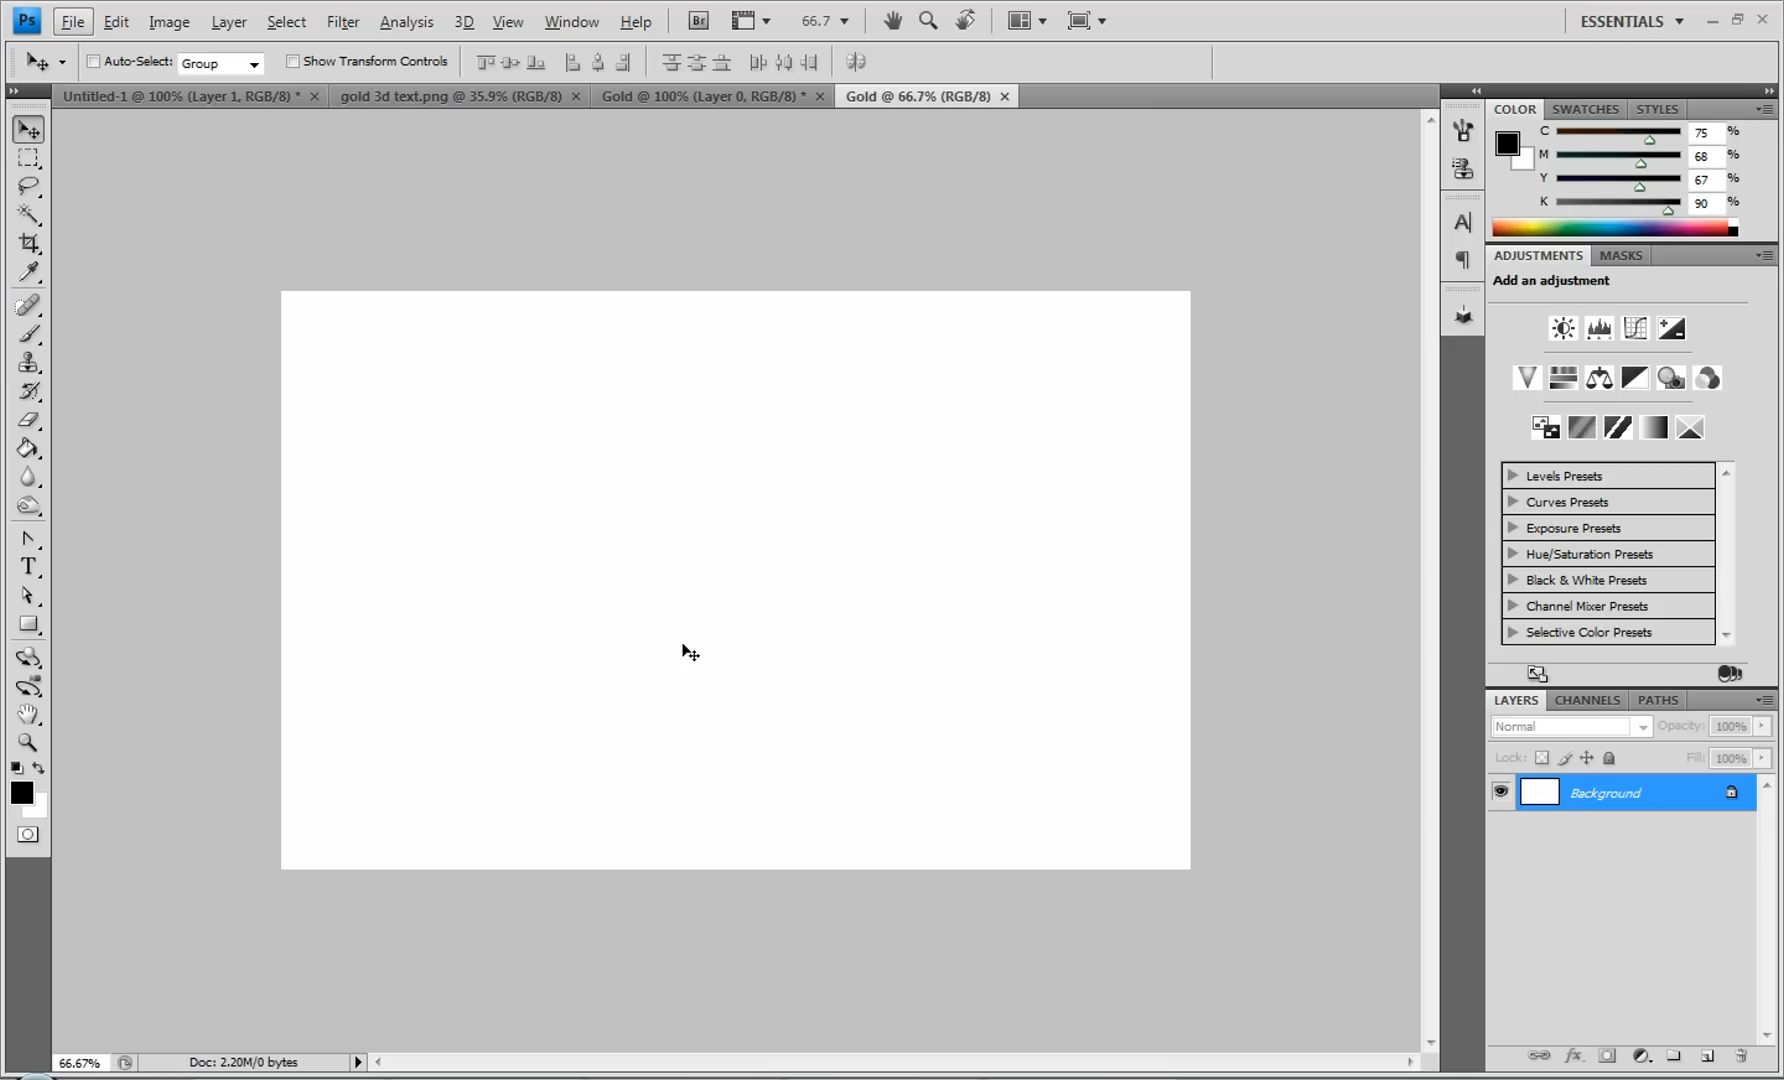 Ps File Edit Image Layer Select Filter Analysis 3D View Window Help Br 66.7 ESSENTIALS
Auto-Select: Group Show Transform Controls
Untitled-1 @ 100% (Layer 1, RGB/8) * gold 3d text.png @ 35.9% (RGB/8) Gold @ 100% (Layer 0, RGB/8) * Gold @ 66.7% (RGB/8)
COLOR SWATCHES STYLES
C 75 %
M 68 %
Y 67 %
K 90 %
A
T
ADJUSTMENTS MASKS
Add an adjustment
Levels Presets
Curves Presets
Exposure Presets
Hue/Saturation Presets
Black & White Presets
Channel Mixer Presets
Selective Color Presets
LAYERS CHANNELS PATHS
Normal Opacity: 100%
Lock: Fill: 100%
Background
fx
66.67% Doc: 2.20M/0 bytes